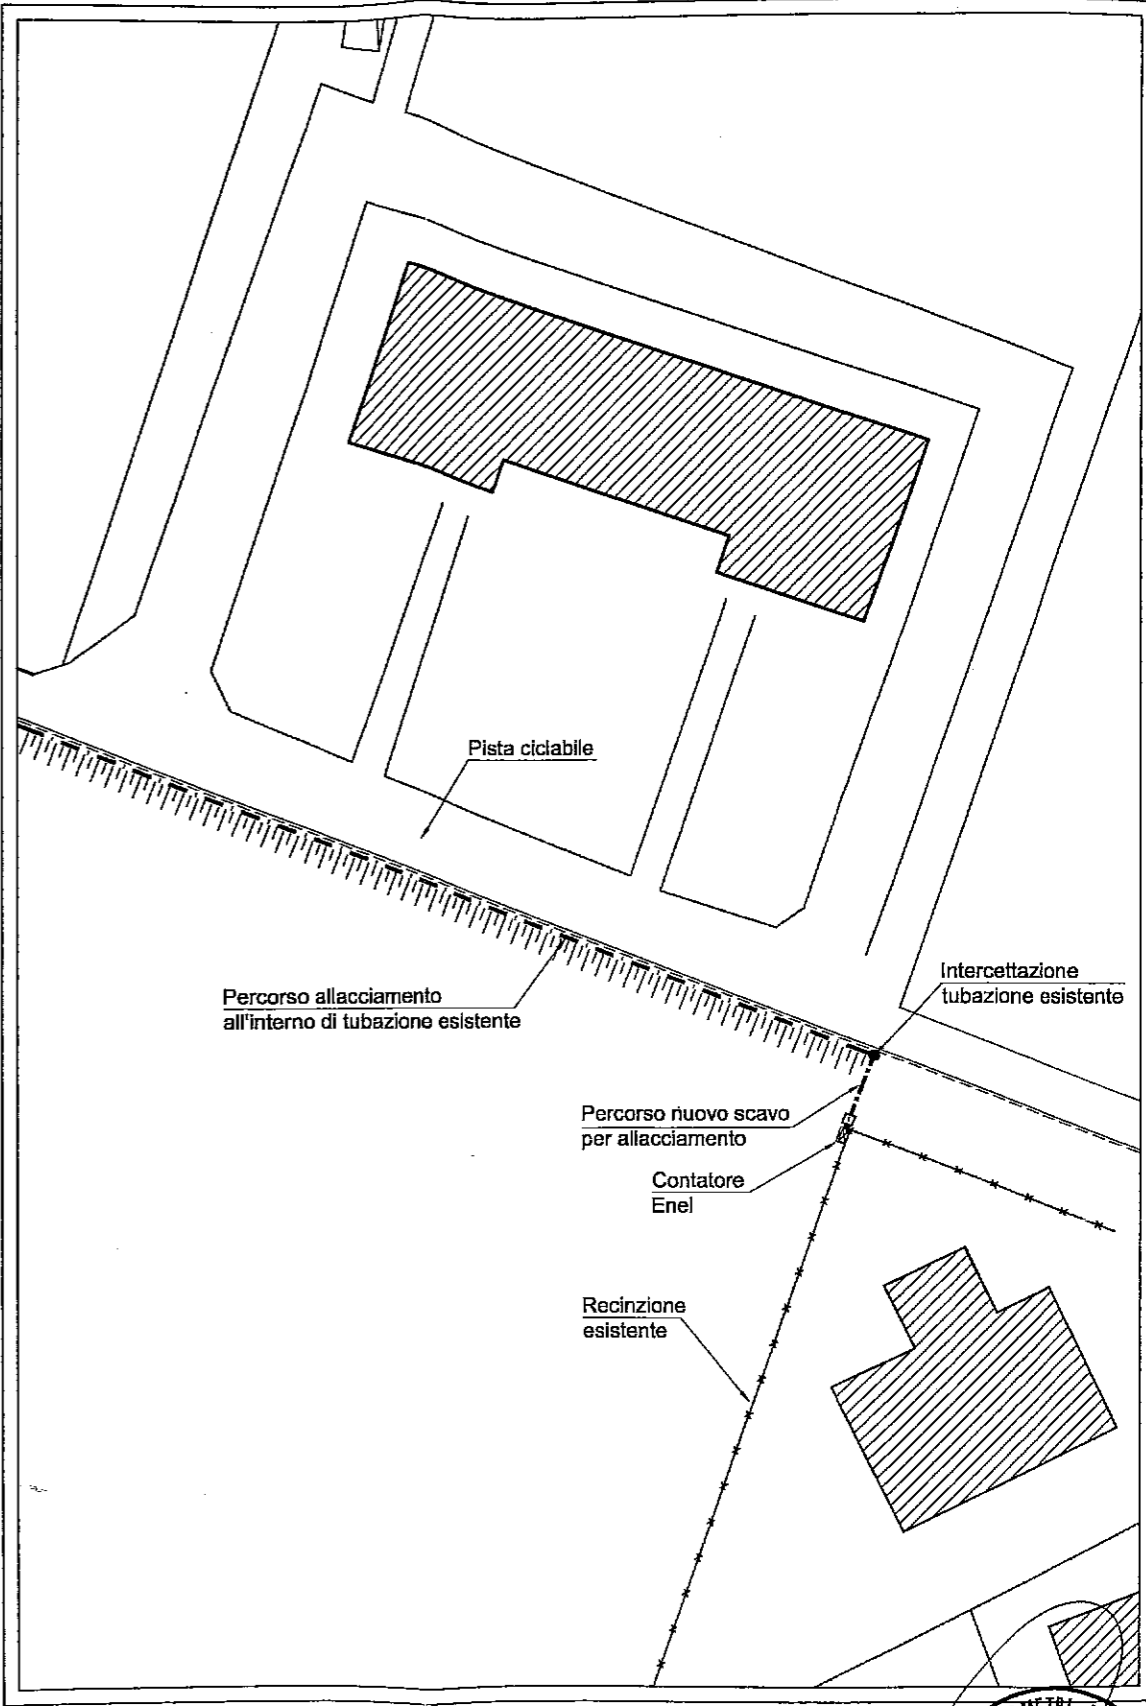 Pista ciclabile
Intercettazione
tubazione esistente
Percorso allacciamento
all'interno di tubazione esistente
Percorso nuovo scavo
per allacciamento
Contatore
Enel
Recinzione
esistente